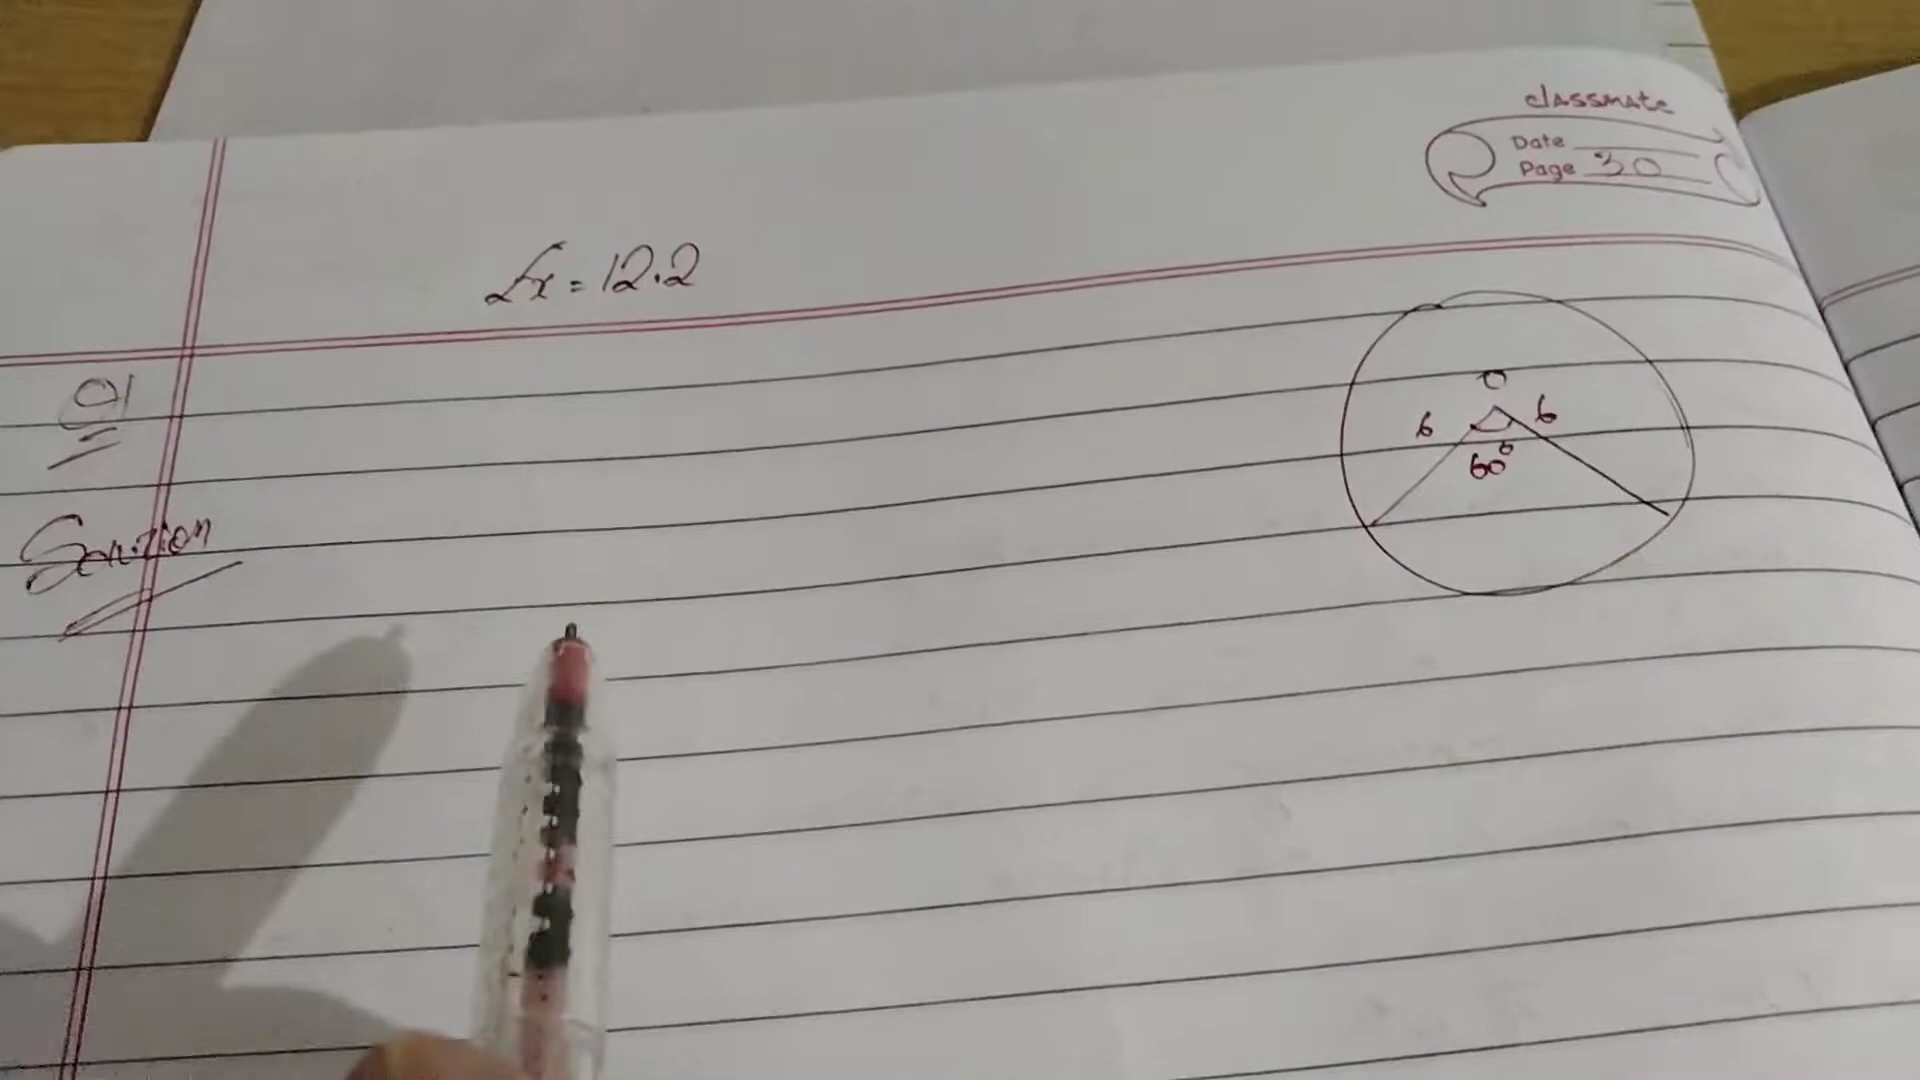 classmate
Date
Page 30
Ex = 12.2
Q1
O
6 6
60°
Solution